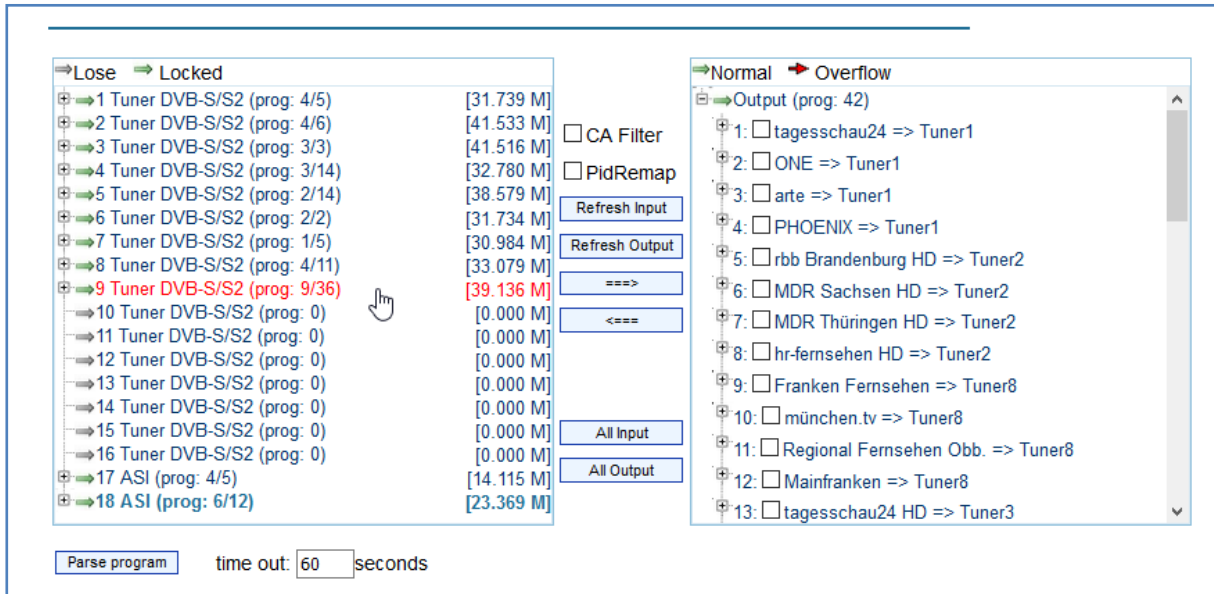 Lose Locked
1 Tuner DVB-S/S2 (prog: 4/5) [31.739 M]
2 Tuner DVB-S/S2 (prog: 4/6) [41.533 M]
3 Tuner DVB-S/S2 (prog: 3/3) [41.516 M]
4 Tuner DVB-S/S2 (prog: 3/14) [32.780 M]
5 Tuner DVB-S/S2 (prog: 2/14) [38.579 M]
6 Tuner DVB-S/S2 (prog: 2/2) [31.734 M]
7 Tuner DVB-S/S2 (prog: 1/5) [30.984 M]
8 Tuner DVB-S/S2 (prog: 4/11) [33.079 M]
9 Tuner DVB-S/S2 (prog: 9/36) [39.136 M]
10 Tuner DVB-S/S2 (prog: 0) [0.000 M]
11 Tuner DVB-S/S2 (prog: 0) [0.000 M]
12 Tuner DVB-S/S2 (prog: 0) [0.000 M]
13 Tuner DVB-S/S2 (prog: 0) [0.000 M]
14 Tuner DVB-S/S2 (prog: 0) [0.000 M]
15 Tuner DVB-S/S2 (prog: 0) [0.000 M]
16 Tuner DVB-S/S2 (prog: 0) [0.000 M]
17 ASI (prog: 4/5) [14.115 M]
18 ASI (prog: 6/12) [23.369 M]
CA Filter
PidRemap
Refresh Input
Refresh Output
===>
<===
All Input
All Output
Normal Overflow
Output (prog: 42)
1: tagesschau24 => Tuner1
2: ONE => Tuner1
3: arte => Tuner1
4: PHOENIX => Tuner1
5: rbb Brandenburg HD => Tuner2
6: MDR Sachsen HD => Tuner2
7: MDR Thüringen HD => Tuner2
8: hr-fernsehen HD => Tuner2
9: Franken Fernsehen => Tuner8
10: münchen.tv => Tuner8
11: Regional Fernsehen Obb. => Tuner8
12: Mainfranken => Tuner8
13: tagesschau24 HD => Tuner3
Parse program time out: 60 seconds